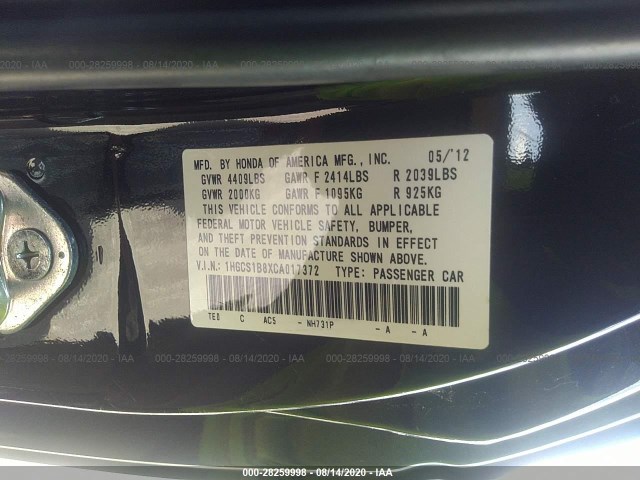 MFD. BY HONDA OF AMERICA MFG., INC. 05/'12
GVWR 4409LBS GAWR F 2414LBS R 2039LBS
GVWR 2000KG GAWR F 1095KG R 925KG
THIS VEHICLE CONFORMS TO ALL APPLICABLE
FEDERAL MOTOR VEHICLE SAFETY, BUMPER,
AND THEFT PREVENTION STANDARDS IN EFFECT
ON THE DATE OF MANUFACTURE SHOWN ABOVE.
V.I.N.: 1HGCS1B8XCA017372 TYPE: PASSENGER CAR
TE0 C AC5 - NH731P - A - A
000-28259998 - 08/14/2020 - IAA